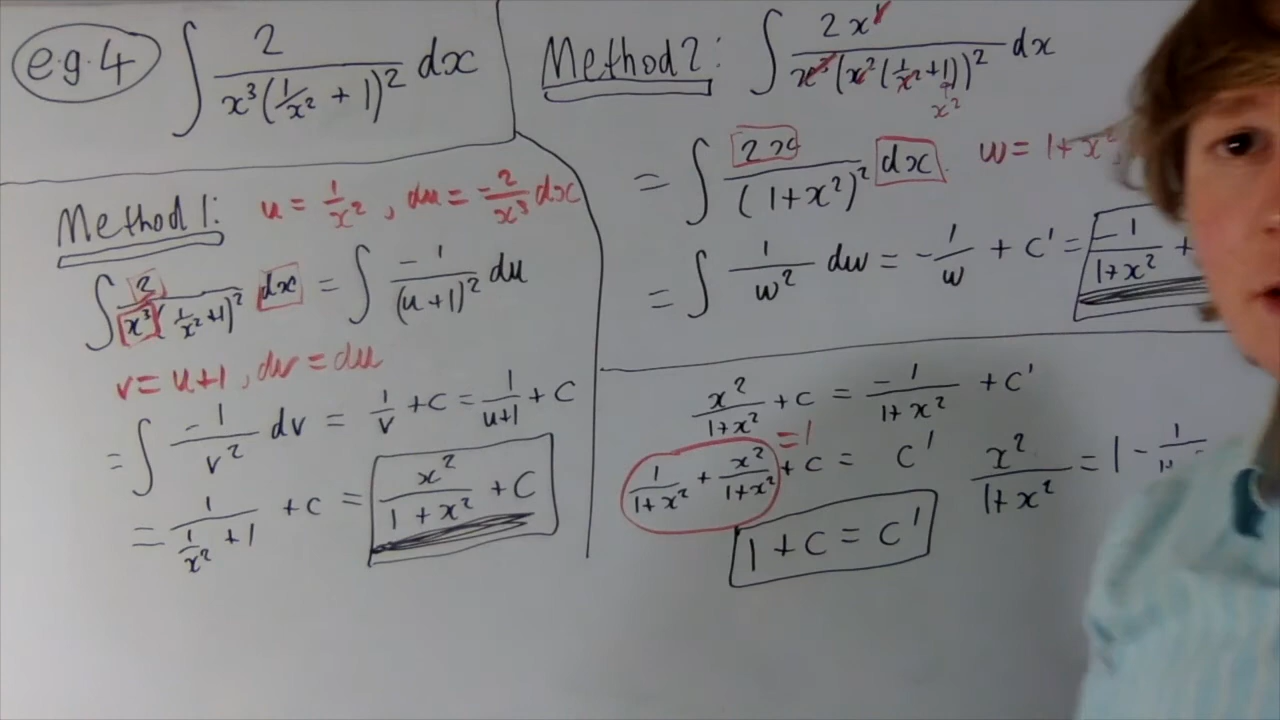 e.g.4 ∫ 2 / (x³(1/x² + 1)²) dx
Method 1: u = 1/x², du = -2/x³ dx
∫ 2 / (x³(1/x²+1)²) dx = ∫ -1/(u+1)² du
v = u+1, dv = du
= ∫ -1/v² dv = 1/v + C = 1/(u+1) + C
= 1/(1/x² + 1) + C = x²/(1 + x²) + C
Method 2: ∫ 2x⁴ / (x³(x²(1/x²+1))²) dx
x²
= ∫ 2x/(1+x²)² dx w = 1+x²
= ∫ 1/w² dw = -1/w + C' = -1/(1+x²) +
x²/(1+x²) + C = -1/(1+x²) + C'
1/(1+x²) + x²/(1+x²) + C = C'
=1
1 + C = C'
x²/(1+x²) = 1 - 1/